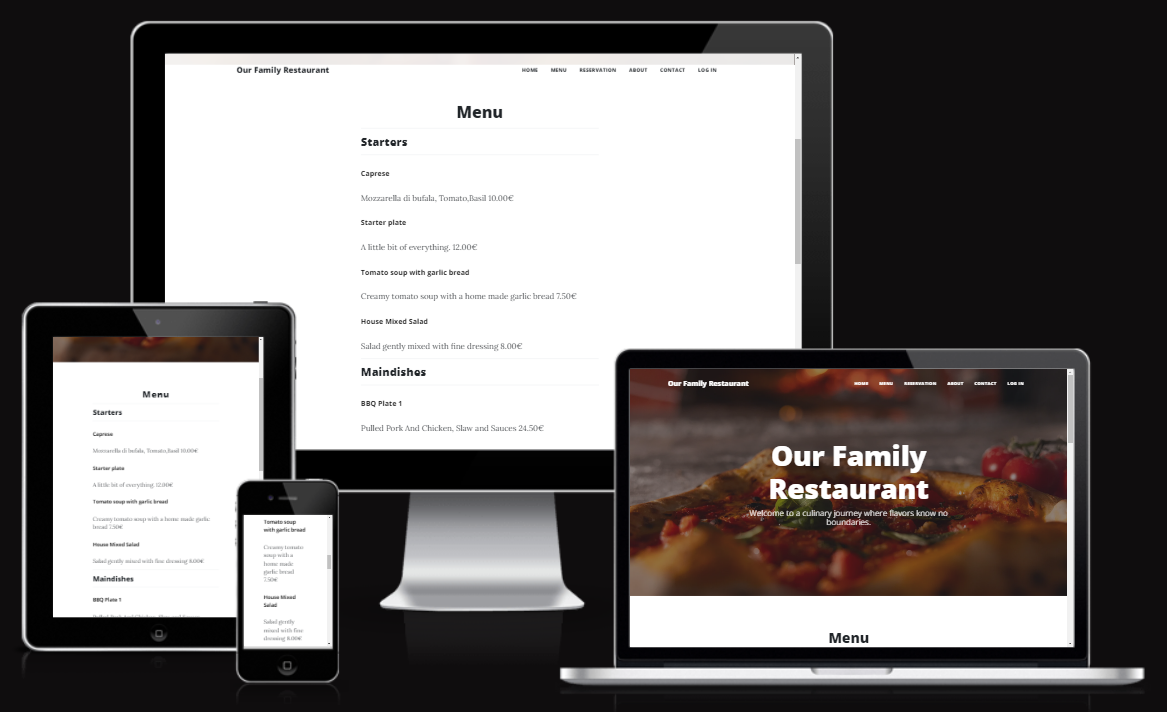 Our Family Restaurant
HOME MENU RESERVATION ABOUT CONTACT LOG IN
Menu
Starters
Caprese
Mozzarella di bufala, Tomato,Basil 10.00€
Starter plate
A little bit of everything. 12.00€
Tomato soup with garlic bread
Creamy tomato soup with a home made garlic bread 7.50€
House Mixed Salad
Salad gently mixed with fine dressing 8.00€
Maindishes
BBQ Plate 1
Pulled Pork And Chicken, Slaw and Sauces 24.50€
Menu
Starters
Caprese
Mozzarella di bufala, Tomato,Basil 10.00€
Starter plate
A little bit of everything. 12.00€
Tomato soup with garlic bread
Creamy tomato soup with a home made garlic
bread 7.50€
House Mixed Salad
Salad gently mixed with fine dressing 8.00€
Maindishes
BBQ Plate 1
Tomato soup
with garlic bread
Creamy tomato
soup with a
home made
garlic bread
7.50€
House Mixed
Salad
Salad gently
mixed with fine
dressing 8.00€
Our Family Restaurant
HOME MENU RESERVATION ABOUT CONTACT LOG IN
Our Family
Restaurant
Welcome to a culinary journey where flavors know no
boundaries.
Menu